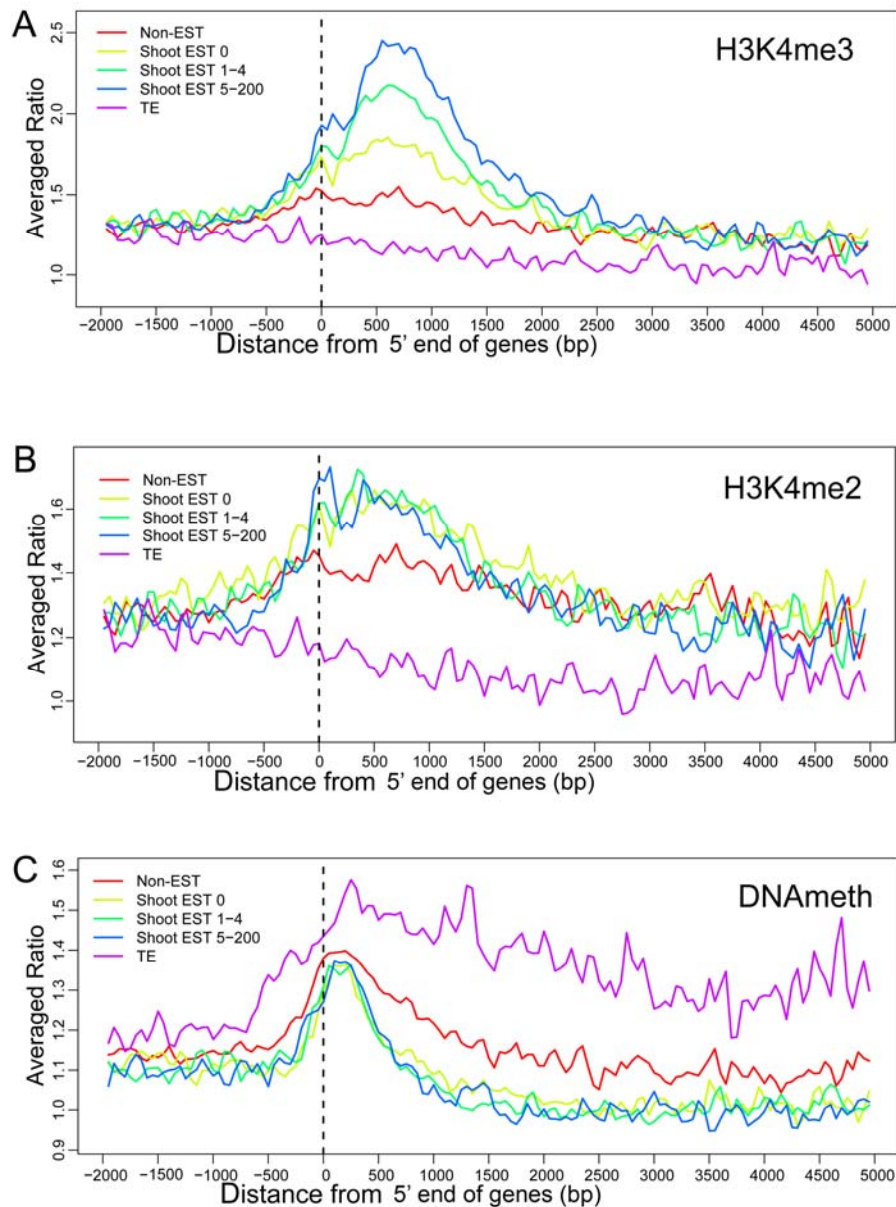 A
H3K4me3
Non-EST
Shoot EST 0
Shoot EST 1−4
Shoot EST 5−200
TE
Averaged Ratio
2.5
2.0
1.5
1.0
−2000 −1500 −1000 −500 0 500 1000 1500 2000 2500 3000 3500 4000 4500 5000
Distance from 5' end of genes (bp)
B
H3K4me2
Non-EST
Shoot EST 0
Shoot EST 1−4
Shoot EST 5−200
TE
Averaged Ratio
1.6
1.4
1.2
1.0
−2000 −1500 −1000 −500 0 500 1000 1500 2000 2500 3000 3500 4000 4500 5000
Distance from 5' end of genes (bp)
C
DNAmeth
Non-EST
Shoot EST 0
Shoot EST 1−4
Shoot EST 5−200
TE
Averaged Ratio
1.6
1.5
1.4
1.3
1.2
1.1
1.0
0.9
−2000 −1500 −1000 −500 0 500 1000 1500 2000 2500 3000 3500 4000 4500 5000
Distance from 5' end of genes (bp)